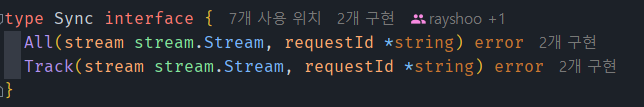 type Sync interface { 7개 사용 위치 2개 구현 rayshoo +1
All(stream stream.Stream, requestId *string) error 2개 구현
Track(stream stream.Stream, requestId *string) error 2개 구현
}